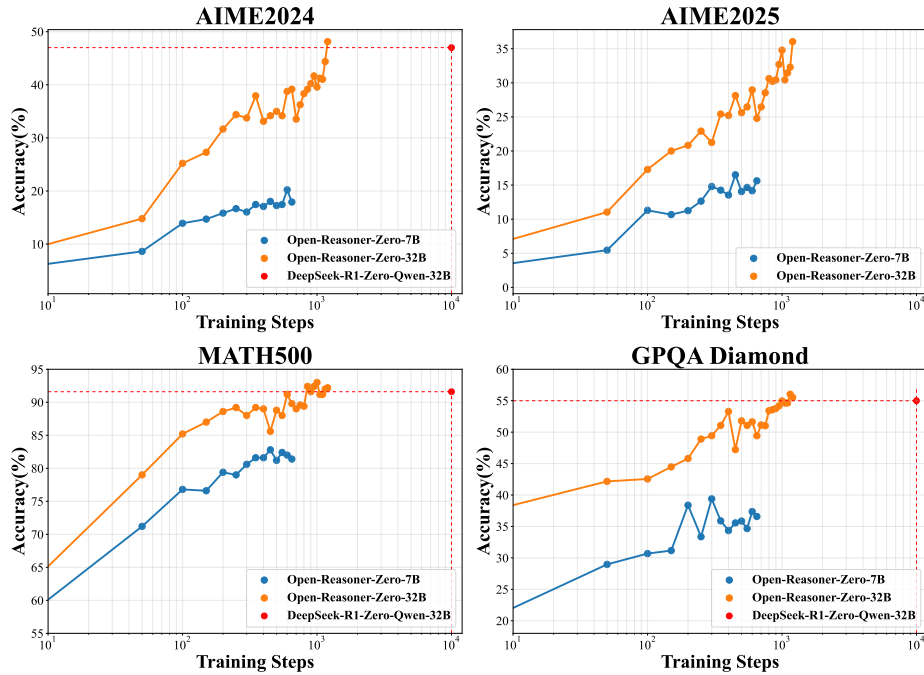 AIME2024
Accuracy(%)
50
40
30
20
10
10^1
10^2
10^3
10^4
Open-Reasoner-Zero-7B
Open-Reasoner-Zero-32B
DeepSeek-R1-Zero-Qwen-32B
Training Steps
AIME2025
Accuracy(%)
35
30
25
20
15
10
5
0
10^1
10^2
10^3
10^4
Open-Reasoner-Zero-7B
Open-Reasoner-Zero-32B
Training Steps
MATH500
Accuracy(%)
95
90
85
80
75
70
65
60
55
10^1
10^2
10^3
10^4
Open-Reasoner-Zero-7B
Open-Reasoner-Zero-32B
DeepSeek-R1-Zero-Qwen-32B
Training Steps
GPQA Diamond
Accuracy(%)
60
55
50
45
40
35
30
25
20
10^1
10^2
10^3
10^4
Open-Reasoner-Zero-7B
Open-Reasoner-Zero-32B
DeepSeek-R1-Zero-Qwen-32B
Training Steps